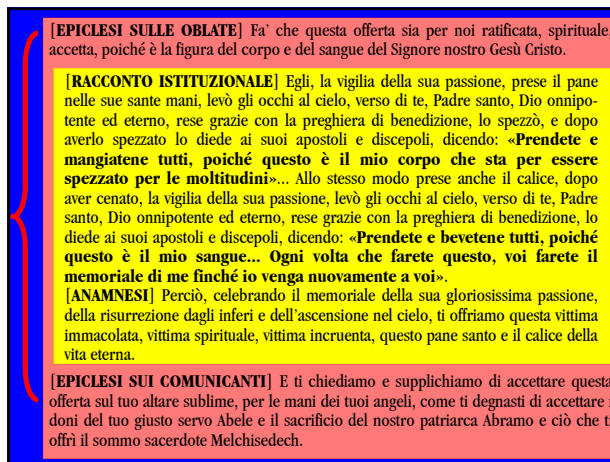 [EPICLESI SULLE OBLATE] Fa' che questa offerta sia per noi ratificata, spirituale,
accetta, poiché è la figura del corpo e del sangue del Signore nostro Gesù Cristo.
[RACCONTO ISTITUZIONALE] Egli, la vigilia della sua passione, prese il pane
nelle sue sante mani, levò gli occhi al cielo, verso di te, Padre santo, Dio onnipo-
tente ed eterno, rese grazie con la preghiera di benedizione, lo spezzò, e dopo
averlo spezzato lo diede ai suoi apostoli e discepoli, dicendo: «Prendete e
mangiatene tutti, poiché questo è il mio corpo che sta per essere
spezzato per le moltitudini»... Allo stesso modo prese anche il calice, dopo
aver cenato, la vigilia della sua passione, levò gli occhi al cielo, verso di te, Padre
santo, Dio onnipotente ed eterno, rese grazie con la preghiera di benedizione, lo
diede ai suoi apostoli e discepoli, dicendo: «Prendete e bevetene tutti, poiché
questo è il mio sangue... Ogni volta che farete questo, voi farete il
memoriale di me finché io venga nuovamente a voi».
[ANAMNESI] Perciò, celebrando il memoriale della sua gloriosissima passione,
della risurrezione dagli inferi e dell'ascensione nel cielo, ti offriamo questa vittima
immacolata, vittima spirituale, vittima incruenta, questo pane santo e il calice della
vita eterna.
[EPICLESI SUI COMUNICANTI] E ti chiediamo e supplichiamo di accettare questa
offerta sul tuo altare sublime, per le mani dei tuoi angeli, come ti degnasti di accettare i
doni del tuo giusto servo Abele e il sacrificio del nostro patriarca Abramo e ciò che ti
offrì il sommo sacerdote Melchisedech.